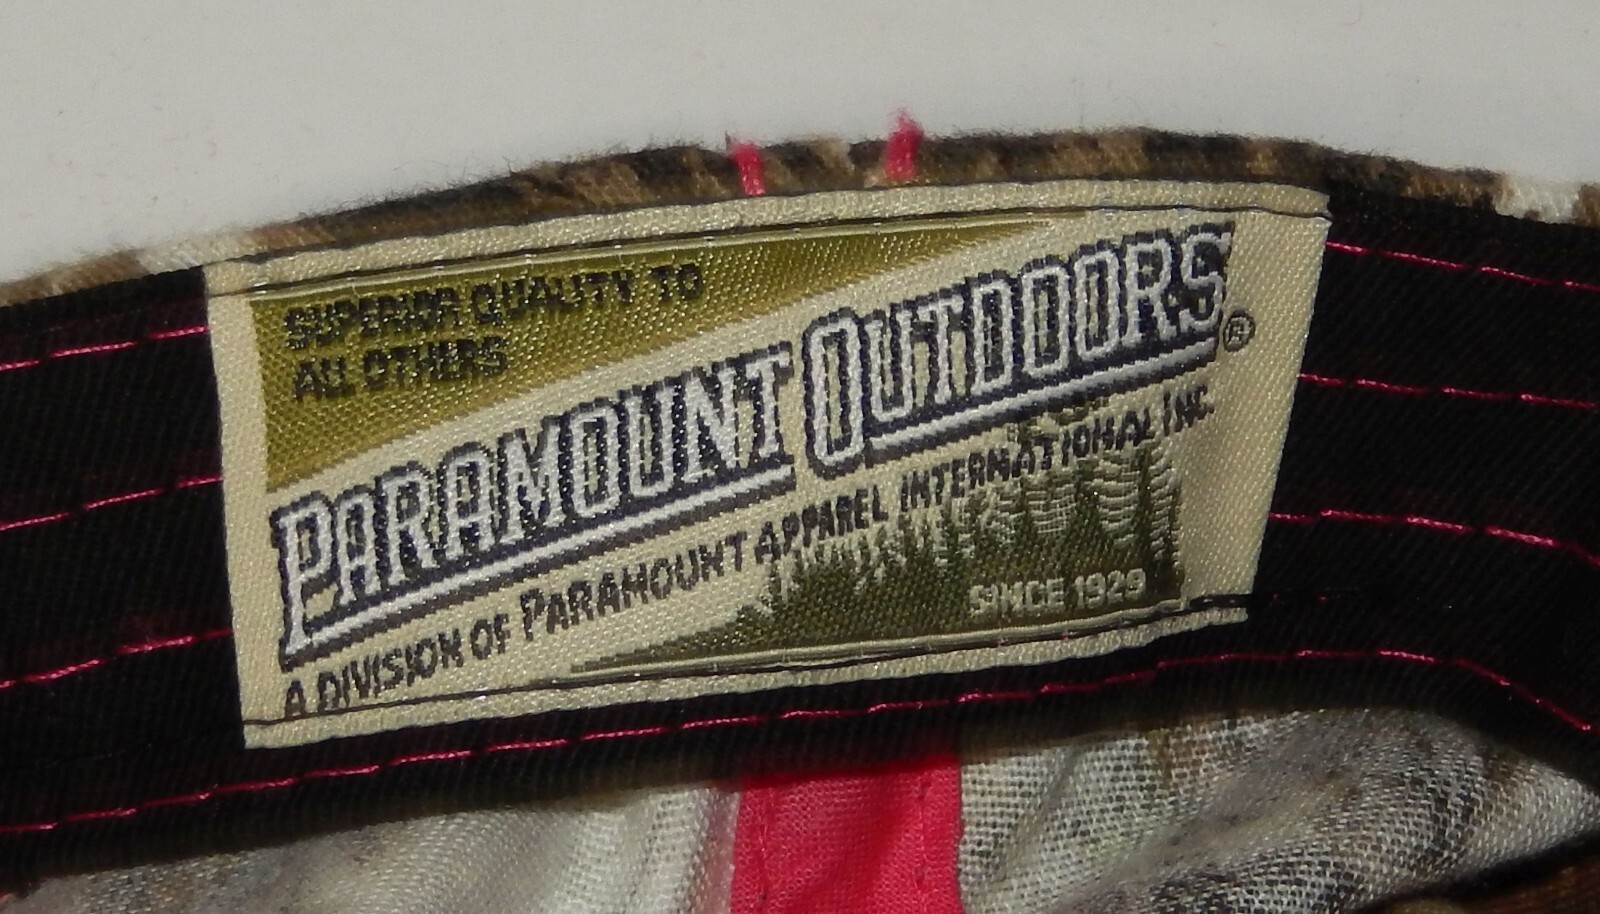 SUPERIOR QUALITY TO
ALL OTHERS
PARAMOUNT OUTDOORS®
A DIVISION OF PARAMOUNT APPAREL INTERNATIONAL INC.
SINCE 1929